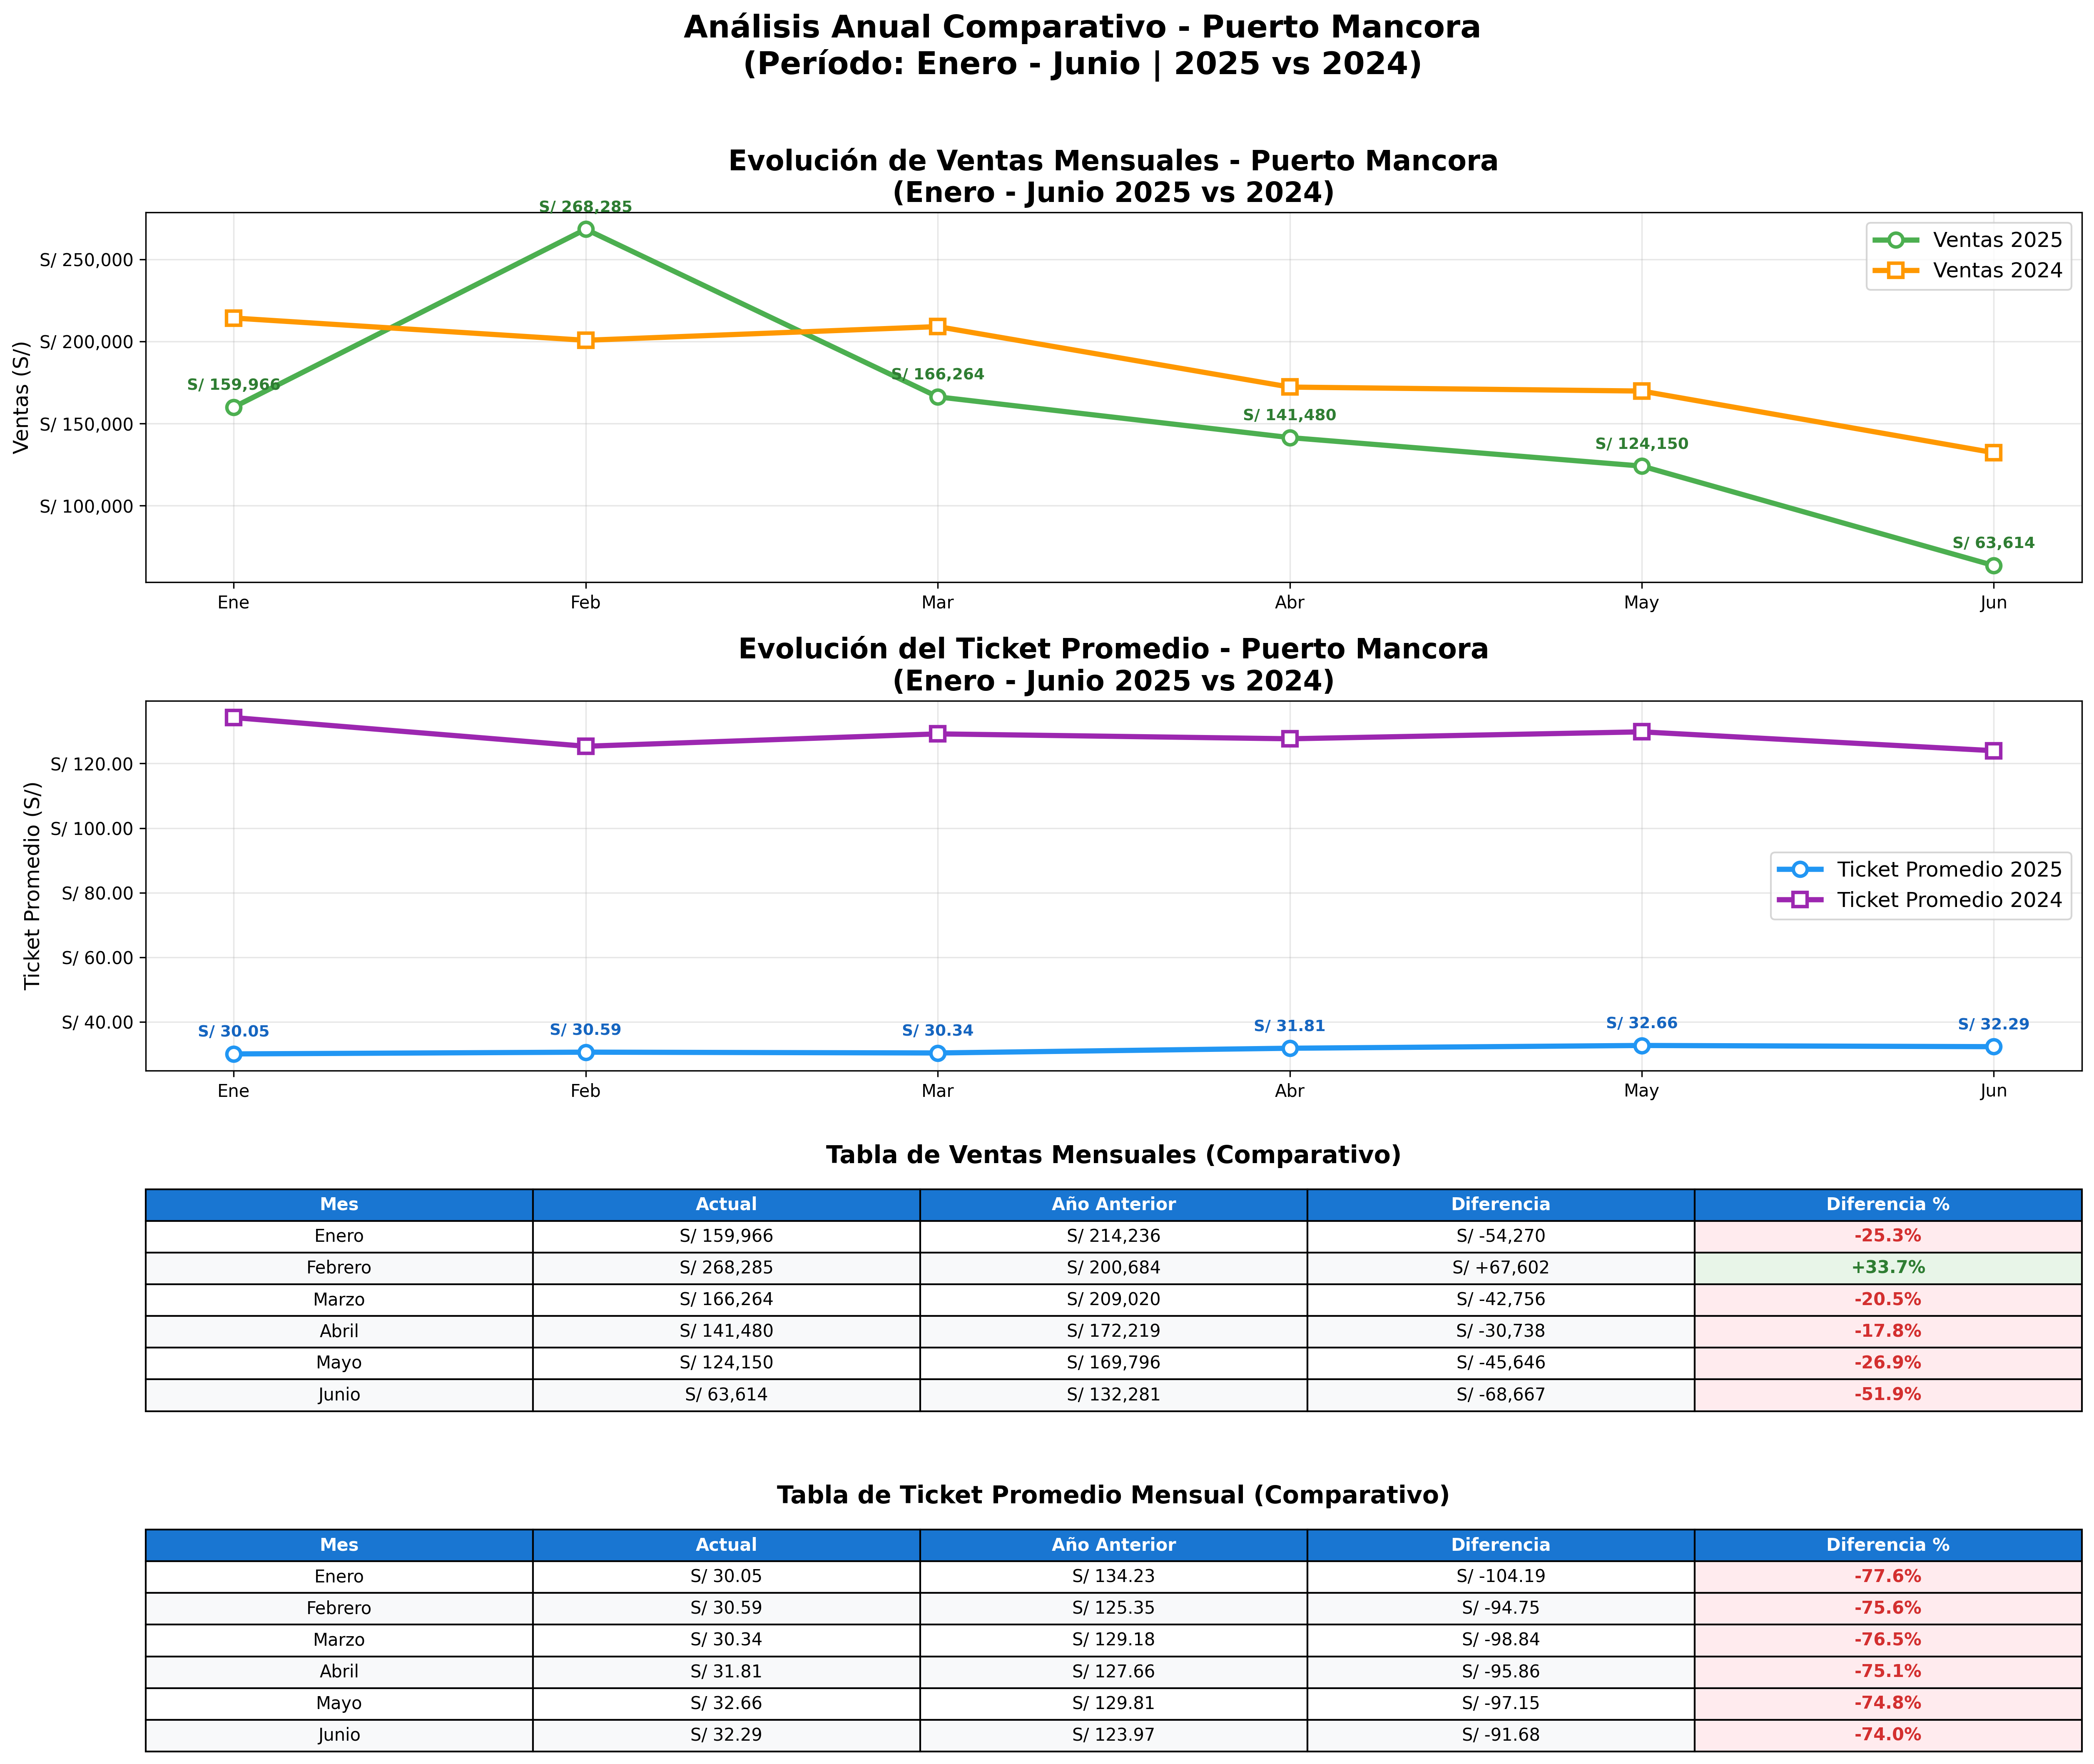 Análisis Anual Comparativo - Puerto Mancora
(Período: Enero - Junio | 2025 vs 2024)
Evolución de Ventas Mensuales - Puerto Mancora
(Enero - Junio 2025 vs 2024)
Ventas (S/)
S/ 250,000
S/ 200,000
S/ 150,000
S/ 100,000
S/ 159,966
S/ 268,285
S/ 166,264
S/ 141,480
S/ 124,150
S/ 63,614
Ventas 2025
Ventas 2024
Ene Feb Mar Abr May Jun
Evolución del Ticket Promedio - Puerto Mancora
(Enero - Junio 2025 vs 2024)
Ticket Promedio (S/)
S/ 120.00
S/ 100.00
S/ 80.00
S/ 60.00
S/ 40.00
Ticket Promedio 2025
Ticket Promedio 2024
S/ 30.05
S/ 30.59
S/ 30.34
S/ 31.81
S/ 32.66
S/ 32.29
Ene Feb Mar Abr May Jun
Tabla de Ventas Mensuales (Comparativo)
Mes Actual Año Anterior Diferencia Diferencia %
Enero S/ 159,966 S/ 214,236 S/ -54,270 -25.3%
Febrero S/ 268,285 S/ 200,684 S/ +67,602 +33.7%
Marzo S/ 166,264 S/ 209,020 S/ -42,756 -20.5%
Abril S/ 141,480 S/ 172,219 S/ -30,738 -17.8%
Mayo S/ 124,150 S/ 169,796 S/ -45,646 -26.9%
Junio S/ 63,614 S/ 132,281 S/ -68,667 -51.9%
Tabla de Ticket Promedio Mensual (Comparativo)
Mes Actual Año Anterior Diferencia Diferencia %
Enero S/ 30.05 S/ 134.23 S/ -104.19 -77.6%
Febrero S/ 30.59 S/ 125.35 S/ -94.75 -75.6%
Marzo S/ 30.34 S/ 129.18 S/ -98.84 -76.5%
Abril S/ 31.81 S/ 127.66 S/ -95.86 -75.1%
Mayo S/ 32.66 S/ 129.81 S/ -97.15 -74.8%
Junio S/ 32.29 S/ 123.97 S/ -91.68 -74.0%